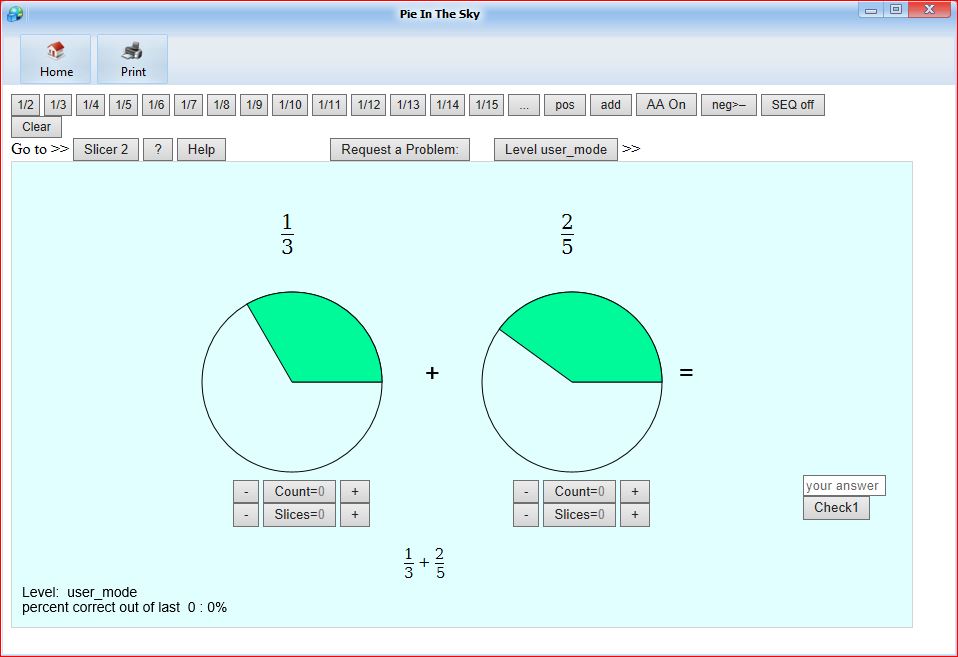 Pie In The Sky
Home Print
1/2 1/3 1/4 1/5 1/6 1/7 1/8 1/9 1/10 1/11 1/12 1/13 1/14 1/15 ... pos add AA On neg>-- SEQ off
Clear
Go to >> Slicer 2 ? Help Request a Problem: Level user_mode >>
1/3 2/5
+ =
- Count=0 + - Count=0 +
- Slices=0 + - Slices=0 +
your answer
Check1
1/3 + 2/5
Level: user_mode
percent correct out of last 0 : 0%